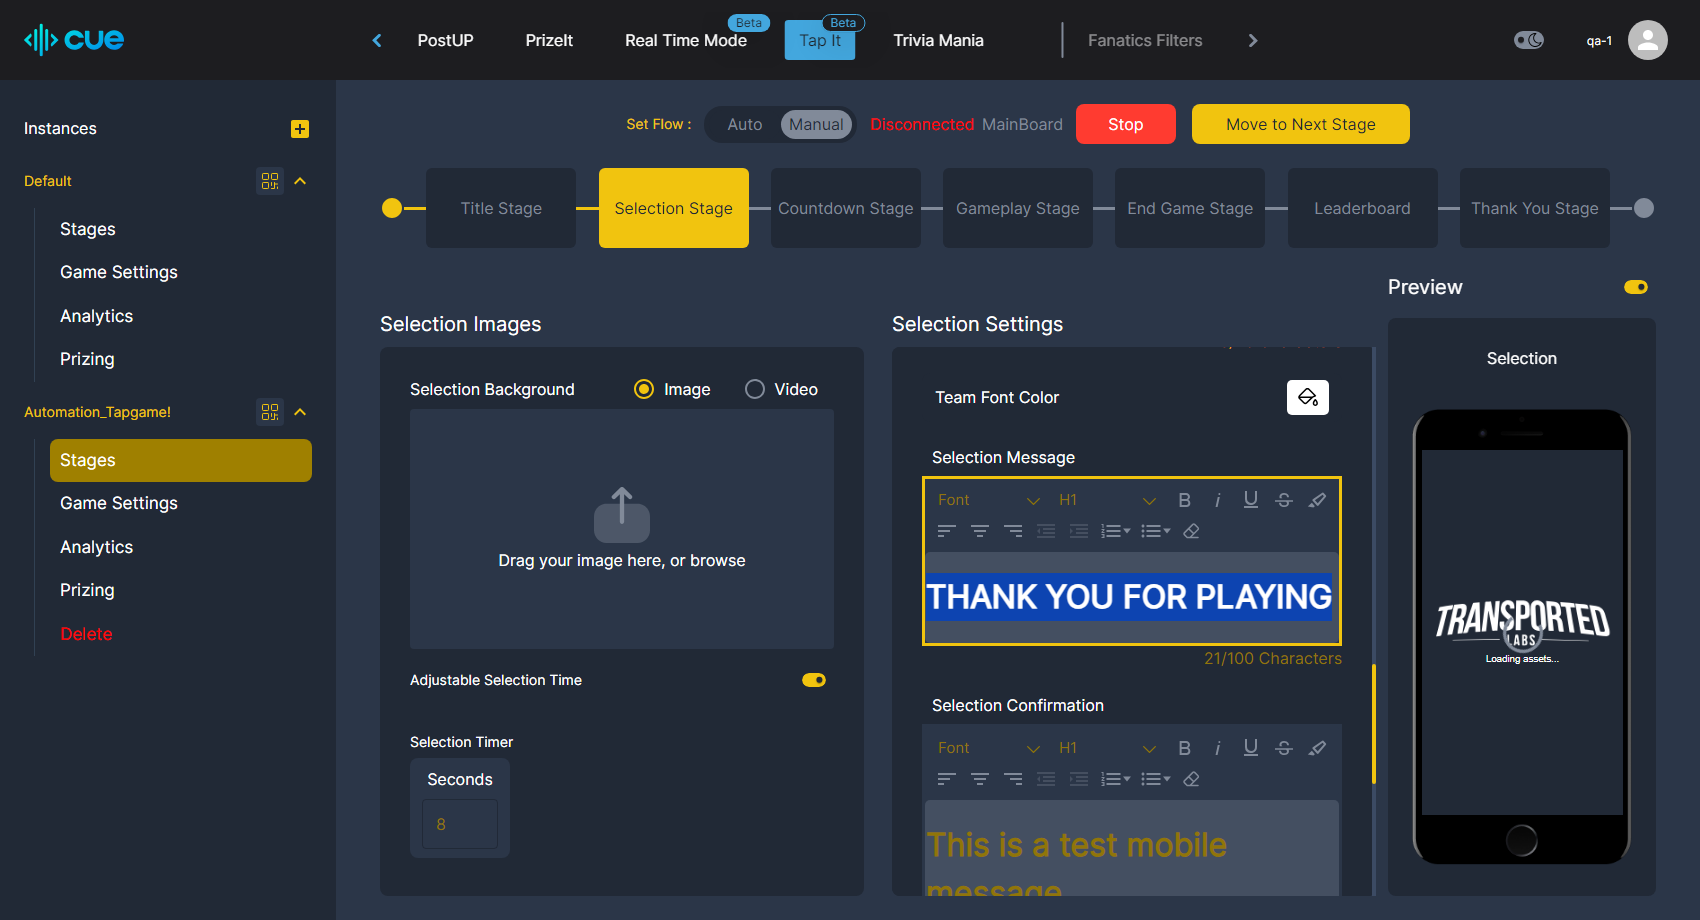 cue
PostUP
PrizeIt
Real Time Mode
Beta
Tap It
Beta
Trivia Mania
Fanatics Filters
qa-1
Instances
Default
Stages
Game Settings
Analytics
Prizing
Automation_Tapgame!
Stages
Game Settings
Analytics
Prizing
Delete
Set Flow :
Auto
Manual
Disconnected MainBoard
Stop
Move to Next Stage
Title Stage
Selection Stage
Countdown Stage
Gameplay Stage
End Game Stage
Leaderboard
Thank You Stage
Selection Images
Selection Background
Image
Video
Drag your image here, or browse
Adjustable Selection Time
Selection Timer
Seconds
8
Selection Settings
Team Font Color
Selection Message
Font
H1
B
i
U
S
THANK YOU FOR PLAYING
21/100 Characters
Selection Confirmation
Font
H1
B
i
U
S
This is a test mobile
message
Preview
Selection
TRANSPORTED
LABS
Loading assets...